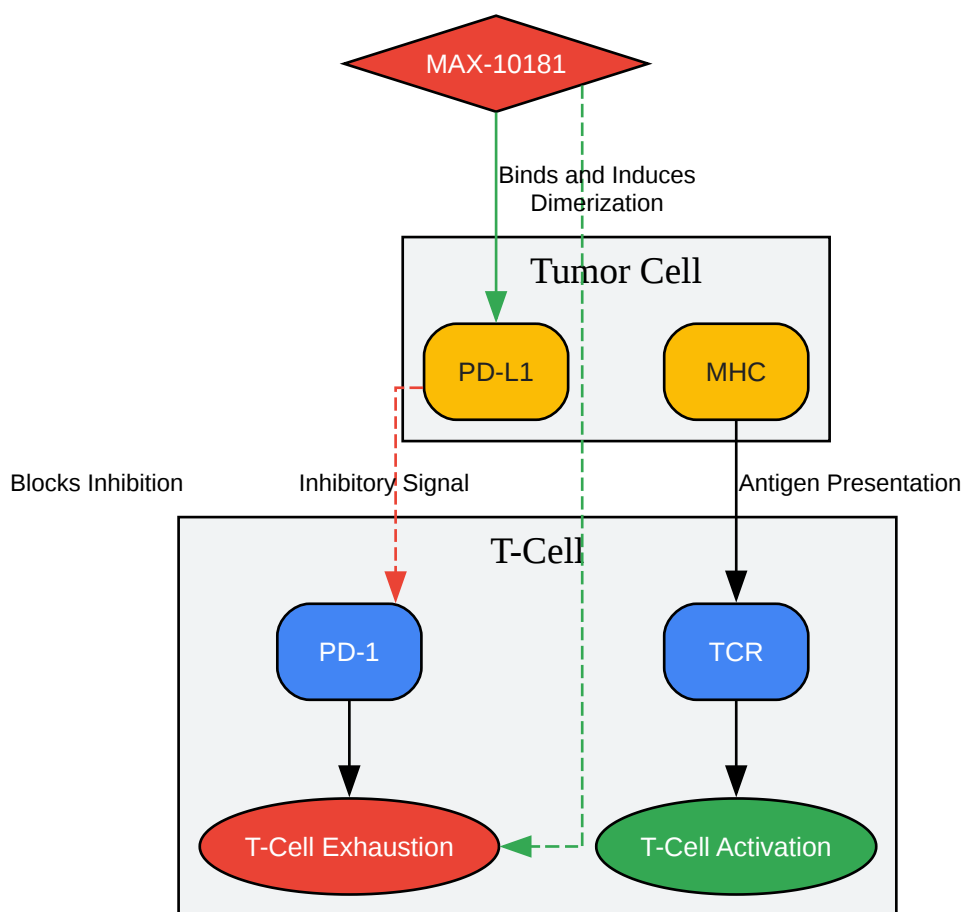 MAX-10181
Binds and Induces
Dimerization
Tumor Cell
PD-L1
MHC
Blocks Inhibition
Inhibitory Signal
Antigen Presentation
T-Cell
PD-1
TCR
T-Cell Exhaustion
T-Cell Activation